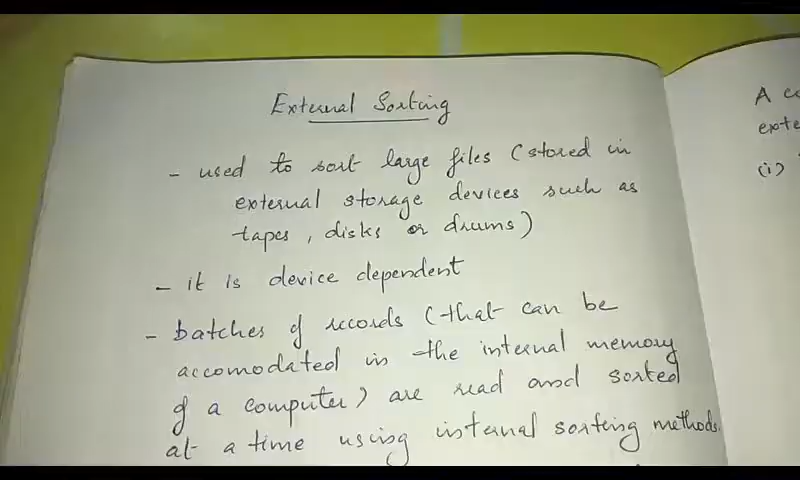 External Sorting
- used to sort large files (stored in
external storage devices such as
tapes, disks or drums)
- it is device dependent
- batches of records (that can be
accomodated in the internal memory
of a computer) are read and sorted
at a time using internal sorting methods.
A
exte
(i)